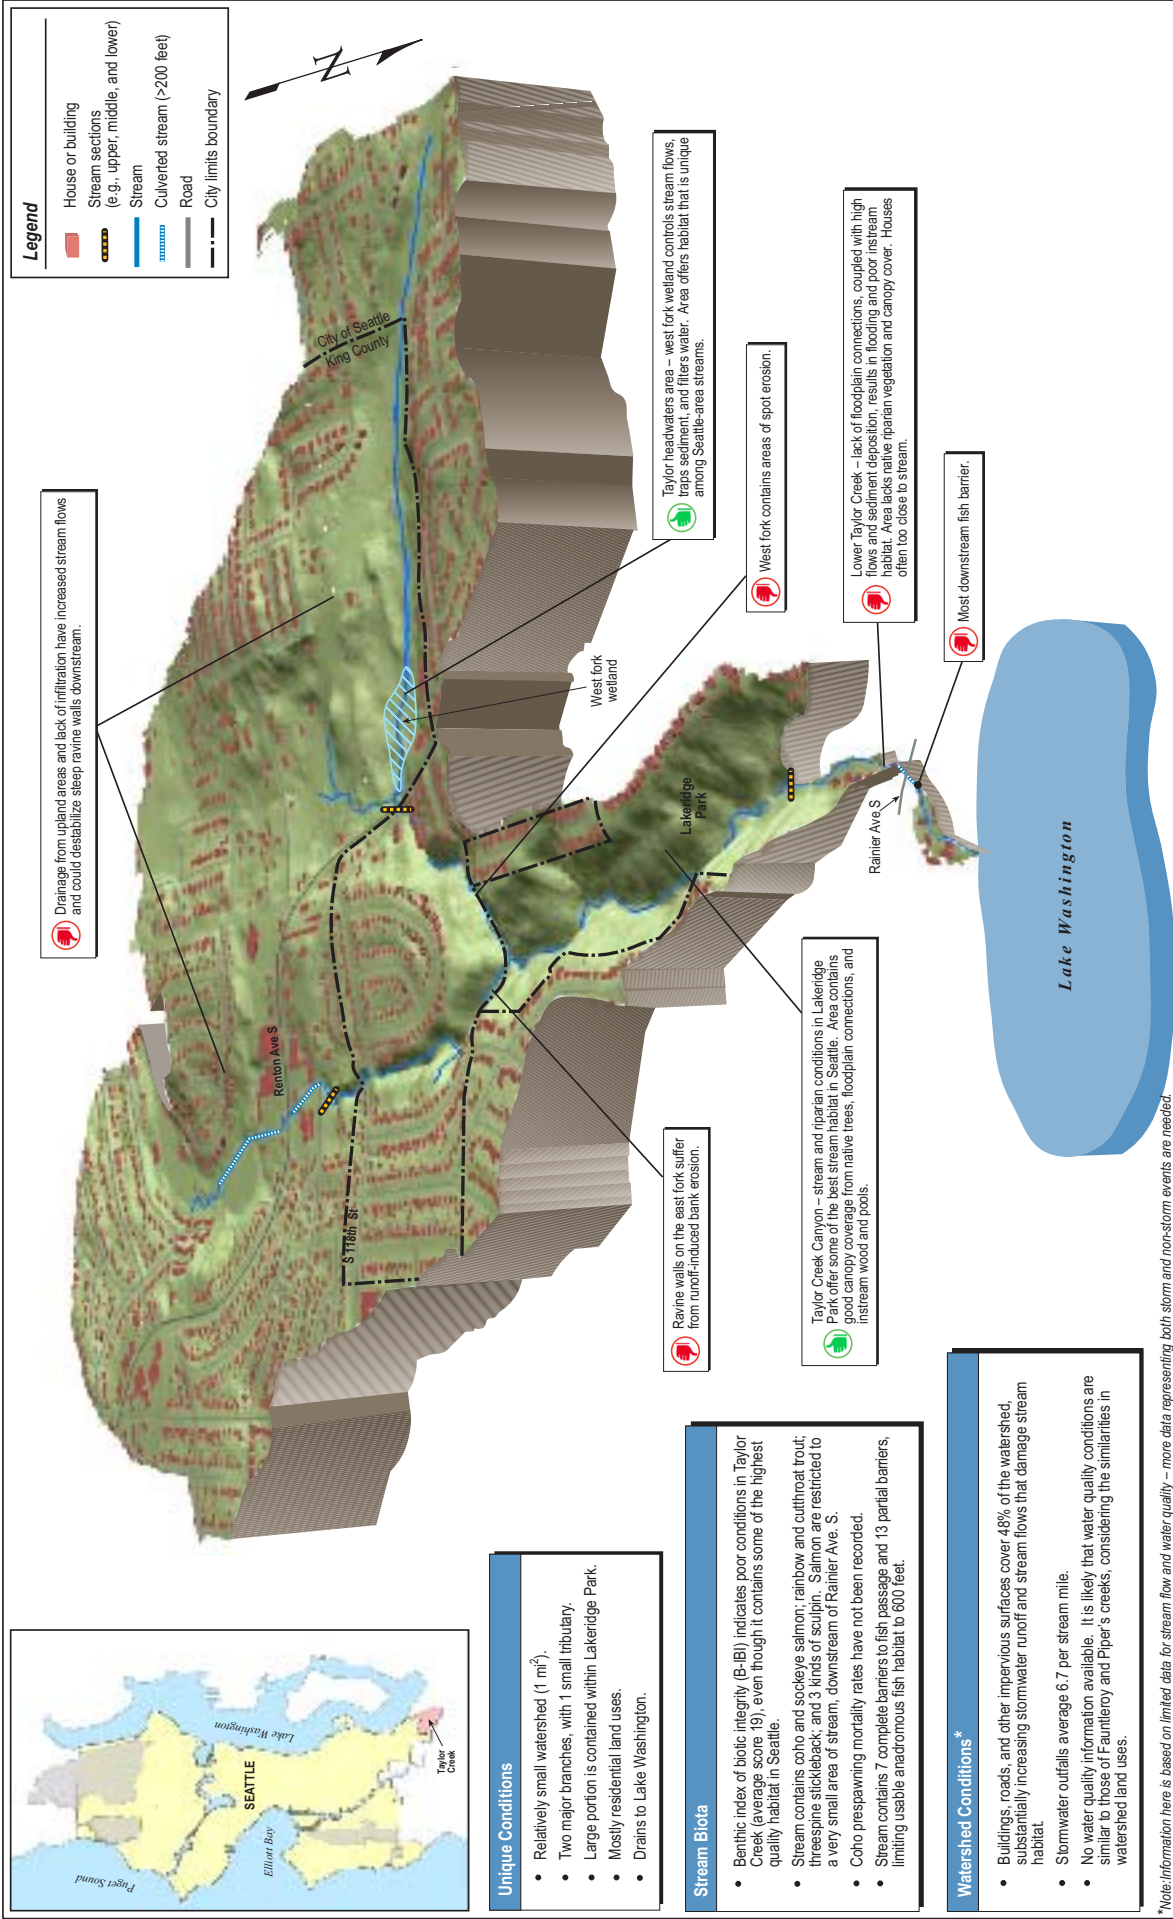 Legend
House or building
Stream sections
(e.g., upper, middle, and lower)
Stream
Culverted stream (>200 feet)
Road
City limits boundary
N
Drainage from upland areas and lack of infiltration have increased stream flows
and could destabilize steep ravine walls downstream.
City of Seattle
King County
Taylor headwaters area – west fork wetland controls stream flows,
traps sediment, and filters water. Area offers habitat that is unique
among Seattle-area streams.
West fork contains areas of spot erosion.
Lower Taylor Creek – lack of floodplain connections, coupled with high
flows and sediment deposition, results in flooding and poor instream
habitat. Area lacks native riparian vegetation and canopy cover. Houses
often too close to stream.
Most downstream fish barrier.
West fork
wetland
Lakeridge
Park
Rainier Ave S
Renton Ave S
S 118th St
Lake Washington
Ravine walls on the east fork suffer
from runoff-induced bank erosion.
Taylor Creek Canyon – stream and riparian conditions in Lakeridge
Park offer some of the best stream habitat in Seattle. Area contains
good canopy coverage from native trees, floodplain connections, and
instream wood and pools.
Puget Sound
Elliott Bay
SEATTLE
Lake Washington
Taylor
Creek
Unique Conditions
• Relatively small watershed (1 mi²).
• Two major branches, with 1 small tributary.
• Large portion is contained within Lakeridge Park.
• Mostly residential land uses.
• Drains to Lake Washington.
Stream Biota
• Benthic index of biotic integrity (B-IBI) indicates poor conditions in Taylor
Creek (average score 19), even though it contains some of the highest
quality habitat in Seattle.
• Stream contains coho and sockeye salmon; rainbow and cutthroat trout;
threespine stickleback; and 3 kinds of sculpin. Salmon are restricted to
a very small area of stream, downstream of Rainier Ave. S.
• Coho prespawning mortality rates have not been recorded.
• Stream contains 7 complete barriers to fish passage and 13 partial barriers,
limiting usable anadromous fish habitat to 600 feet.
Watershed Conditions*
• Buildings, roads, and other impervious surfaces cover 48% of the watershed,
substantially increasing stormwater runoff and stream flows that damage stream
habitat.
• Stormwater outfalls average 6.7 per stream mile.
• No water quality information available. It is likely that water quality conditions are
similar to those of Fauntleroy and Piper's creeks, considering the similarities in
watershed land uses.
*Note:Information here is based on limited data for stream flow and water quality – more data representing both storm and non-storm events are needed.